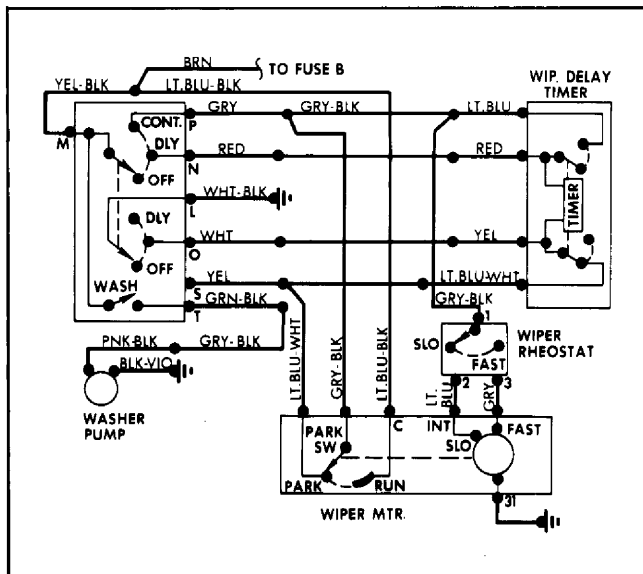 BRN
TO FUSE B
YEL-BLK
LT.BLU-BLK
WIP. DELAY
TIMER
GRY
GRY-BLK
LT.BLU
CONT.
P
M
DLY
RED
RED
N
OFF
WHT-BLK
L
TIMER
DLY
WHT
YEL
O
OFF
WASH
YEL
LT.BLU-WHT
S
GRN-BLK
T
GRY-BLK
1
PNK-BLK
GRY-BLK
SLO
FAST
WIPER
RHEOSTAT
BLK-VIO
LT.BLU-WHT
GRY-BLK
LT.BLU-BLK
2
3
LT.
BLU
GRY
WASHER
PUMP
PARK
SW
C
INT
FAST
SLO
PARK
RUN
31
WIPER MTR.